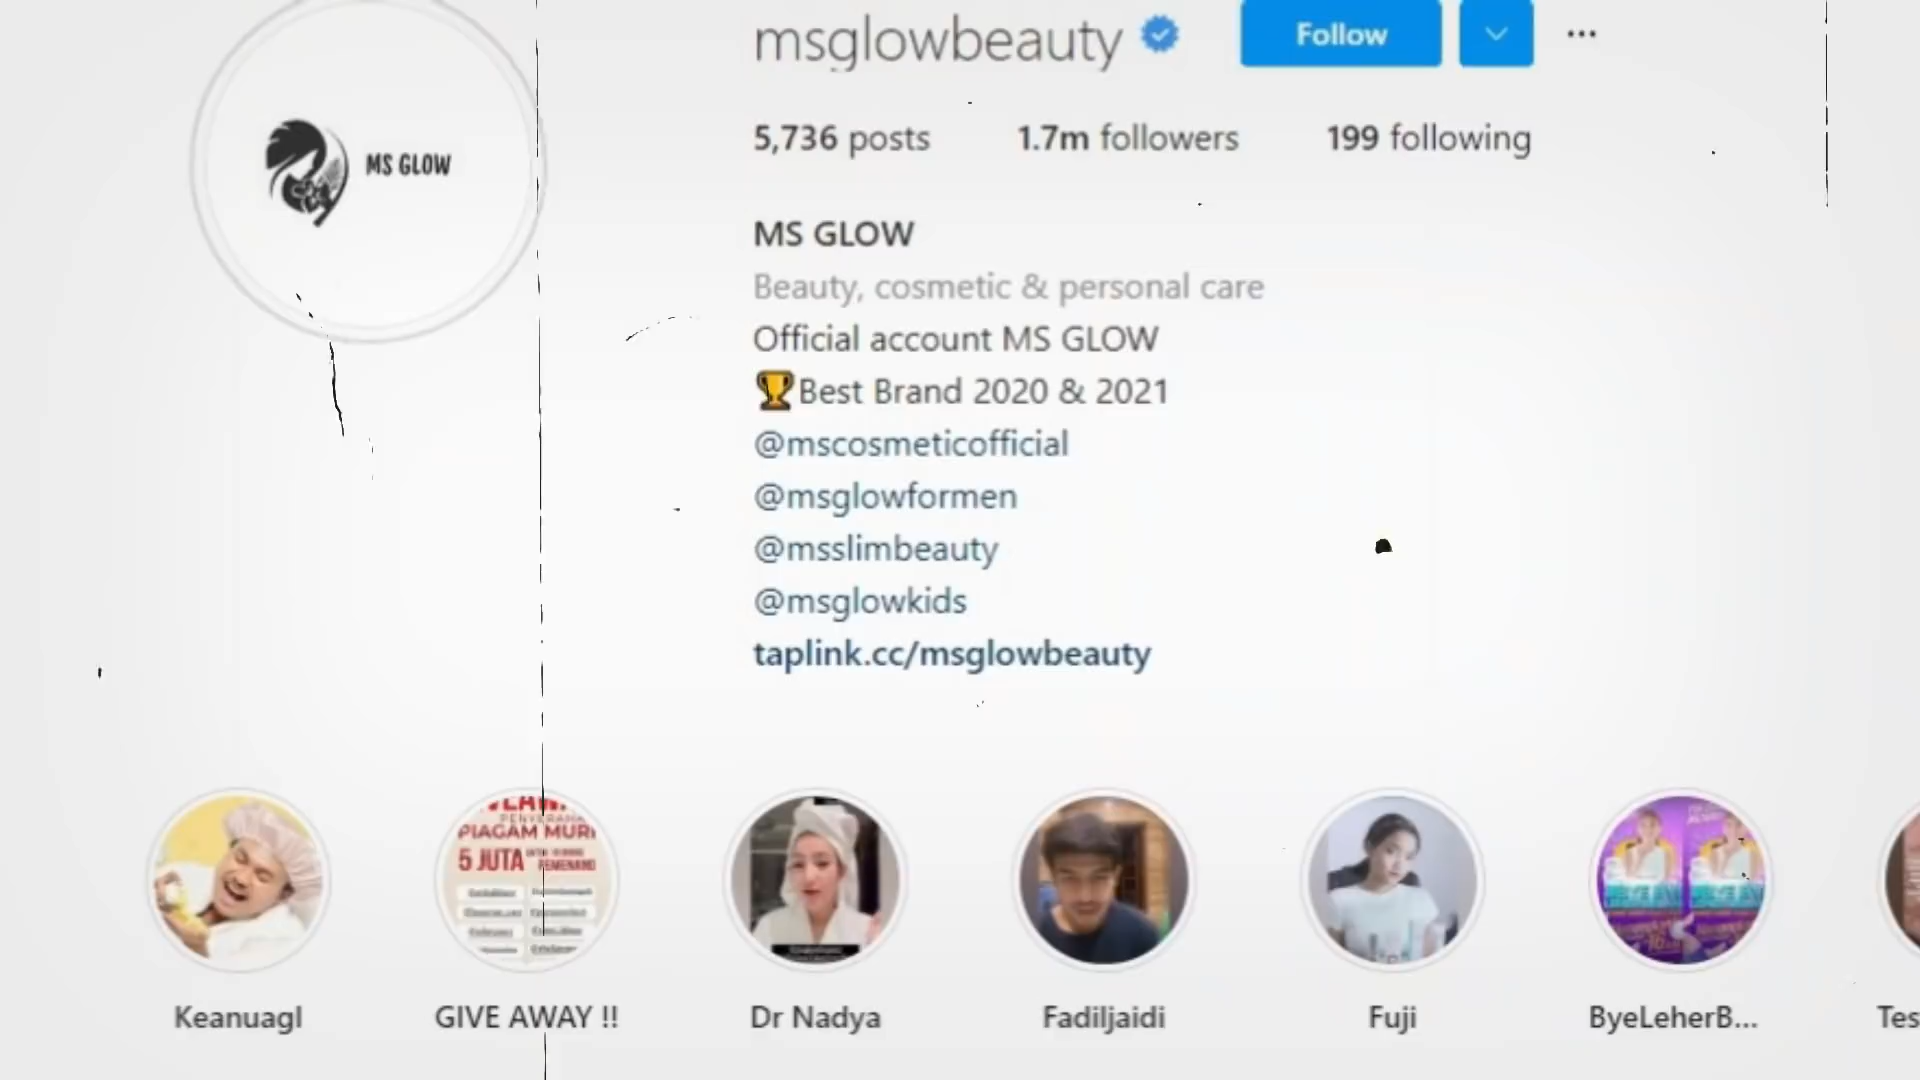 msglowbeauty
Follow
MS GLOW
5,736 posts 1.7m followers 199 following
MS GLOW
Beauty, cosmetic & personal care
Official account MS GLOW
🏆Best Brand 2020 & 2021
@mscosmeticofficial
@msglowformen
@msslimbeauty
@msglowkids
taplink.cc/msglowbeauty
PIAGAM MURI
5 JUTA
PEMENANG
Keanuagl
GIVE AWAY !!
Dr Nadya
Fadiljaidi
Fuji
ByeLeherB...
Tes